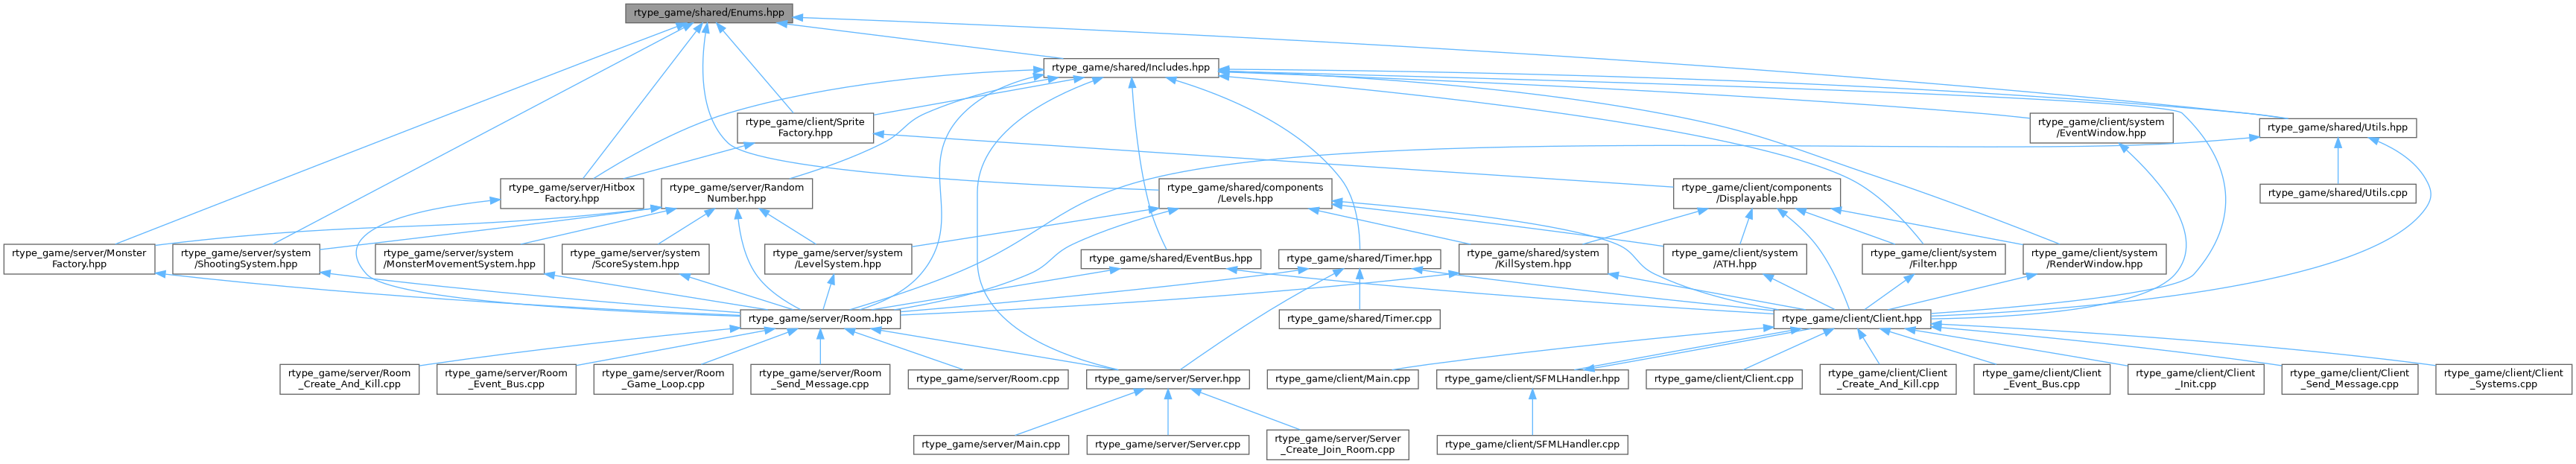 rtype_game/shared/Enums.hpp
rtype_game/shared/Includes.hpp
rtype_game/client/Sprite
Factory.hpp
rtype_game/client/system
/EventWindow.hpp
rtype_game/shared/Utils.hpp
rtype_game/server/Hitbox
Factory.hpp
rtype_game/server/Random
Number.hpp
rtype_game/shared/components
/Levels.hpp
rtype_game/client/components
/Displayable.hpp
rtype_game/shared/Utils.cpp
rtype_game/server/Monster
Factory.hpp
rtype_game/server/system
/ShootingSystem.hpp
rtype_game/server/system
/MonsterMovementSystem.hpp
rtype_game/server/system
/ScoreSystem.hpp
rtype_game/server/system
/LevelSystem.hpp
rtype_game/shared/EventBus.hpp
rtype_game/shared/Timer.hpp
rtype_game/shared/system
/KillSystem.hpp
rtype_game/client/system
/ATH.hpp
rtype_game/client/system
/Filter.hpp
rtype_game/client/system
/RenderWindow.hpp
rtype_game/server/Room.hpp
rtype_game/shared/Timer.cpp
rtype_game/client/Client.hpp
rtype_game/server/Room
_Create_And_Kill.cpp
rtype_game/server/Room
_Event_Bus.cpp
rtype_game/server/Room
_Game_Loop.cpp
rtype_game/server/Room
_Send_Message.cpp
rtype_game/server/Room.cpp
rtype_game/server/Server.hpp
rtype_game/client/Main.cpp
rtype_game/client/SFMLHandler.hpp
rtype_game/client/Client.cpp
rtype_game/client/Client
_Create_And_Kill.cpp
rtype_game/client/Client
_Event_Bus.cpp
rtype_game/client/Client
_Init.cpp
rtype_game/client/Client
_Send_Message.cpp
rtype_game/client/Client
_Systems.cpp
rtype_game/server/Main.cpp
rtype_game/server/Server.cpp
rtype_game/server/Server
_Create_Join_Room.cpp
rtype_game/client/SFMLHandler.cpp